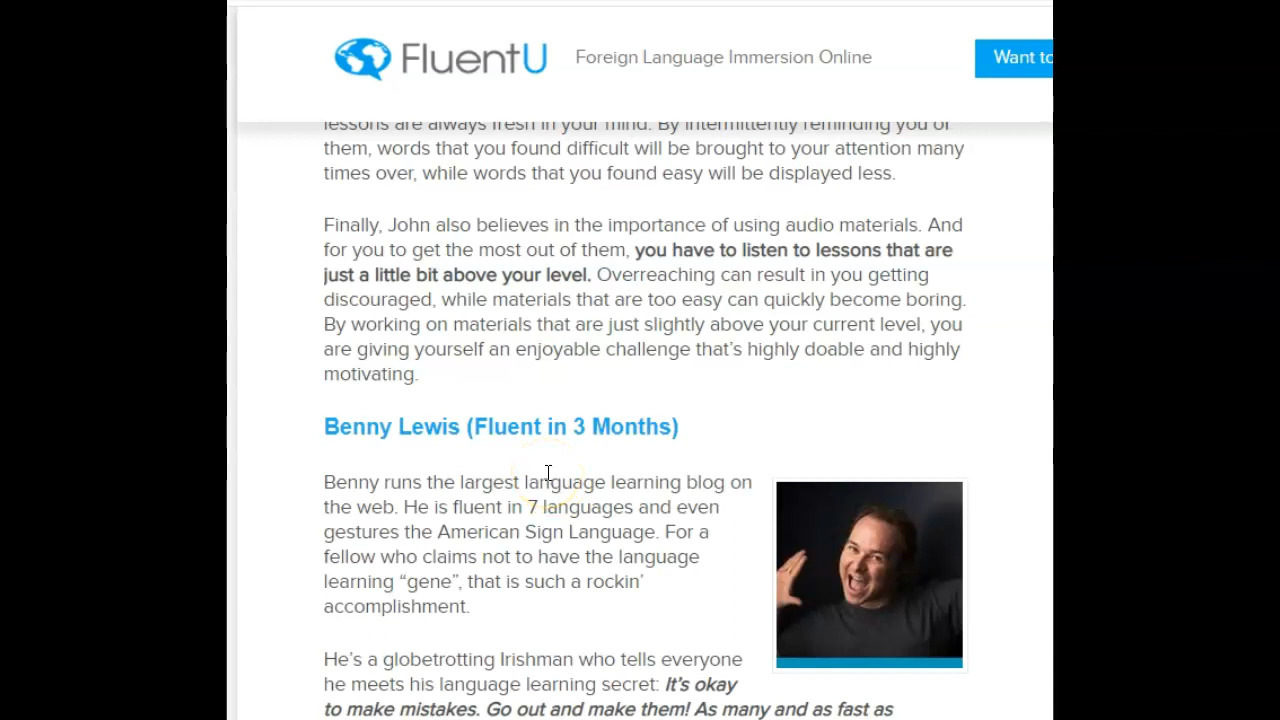 FluentU
Foreign Language Immersion Online
Want to
lessons are always fresh in your mind. By intermittently reminding you of
them, words that you found difficult will be brought to your attention many
times over, while words that you found easy will be displayed less.
Finally, John also believes in the importance of using audio materials. And
for you to get the most out of them, you have to listen to lessons that are
just a little bit above your level. Overreaching can result in you getting
discouraged, while materials that are too easy can quickly become boring.
By working on materials that are just slightly above your current level, you
are giving yourself an enjoyable challenge that’s highly doable and highly
motivating.
Benny Lewis (Fluent in 3 Months)
Benny runs the largest language learning blog on
the web. He is fluent in 7 languages and even
gestures the American Sign Language. For a
fellow who claims not to have the language
learning “gene”, that is such a rockin’
accomplishment.
He’s a globetrotting Irishman who tells everyone
he meets his language learning secret: It’s okay
to make mistakes. Go out and make them! As many and as fast as